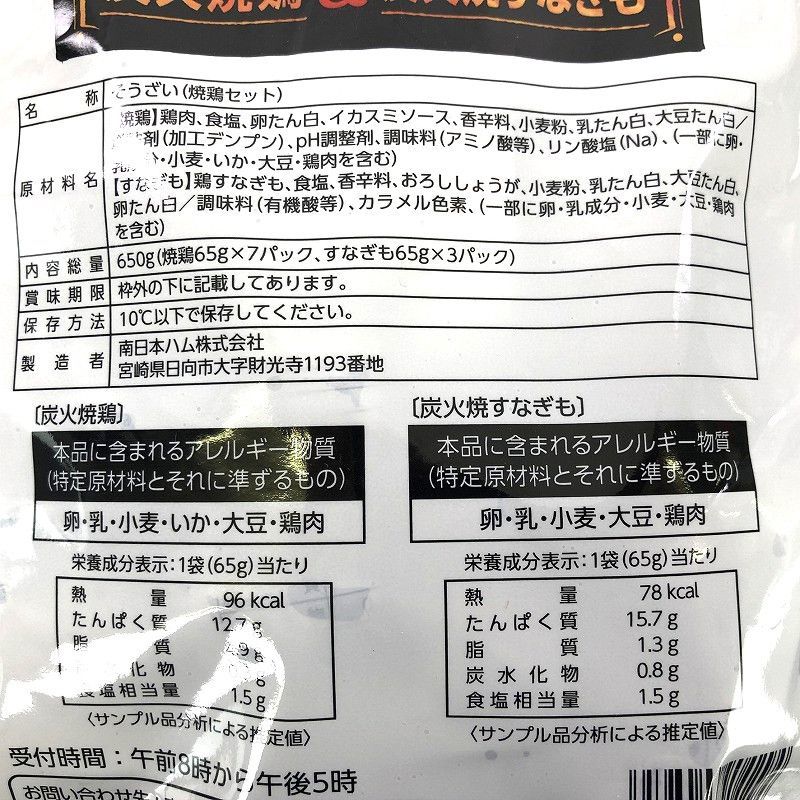 名称 そうざい(焼鶏セット)
原材料名
焼鶏】鶏肉、食塩、卵たん白、イカスミソース、香辛料、小麦粉、乳たん白、大豆たん白/
剤(加工デンプン)、pH調整剤、調味料(アミノ酸等)、リン酸塩(Na)、(一部に卵・
・小麦・いか・大豆・鶏肉を含む)
【すなぎも】鶏すなぎも、食塩、香辛料、おろししょうが、小麦粉、乳たん白、大豆たん白、
卵たん白/調味料(有機酸等)、カラメル色素、(一部に卵・乳成分・小麦・大豆・鶏肉
を含む)
内容総量 650g(焼鶏65g×7パック、すなぎも65g×3パック)
賞味期限 枠外の下に記載してあります。
保存方法 10℃以下で保存してください。
製造者 南日本ハム株式会社
宮崎県日向市大字財光寺1193番地
〔炭火焼鶏〕
本品に含まれるアレルギー物質
(特定原材料とそれに準ずるもの)
卵・乳・小麦・いか・大豆・鶏肉
栄養成分表示:1袋(65g)当たり
熱量 96kcal
たんぱく質 12.7g
脂質
炭水化物
食塩相当量 1.5g
〈サンプル品分析による推定値〉
〔炭火焼すなぎも〕
本品に含まれるアレルギー物質
(特定原材料とそれに準ずるもの)
卵・乳・小麦・大豆・鶏肉
栄養成分表示:1袋(65g)当たり
熱量 78kcal
たんぱく質 15.7g
脂質 1.3g
炭水化物 0.8g
食塩相当量 1.5g
〈サンプル品分析による推定値〉
受付時間:午前8時から午後5時
お問い合わせ先